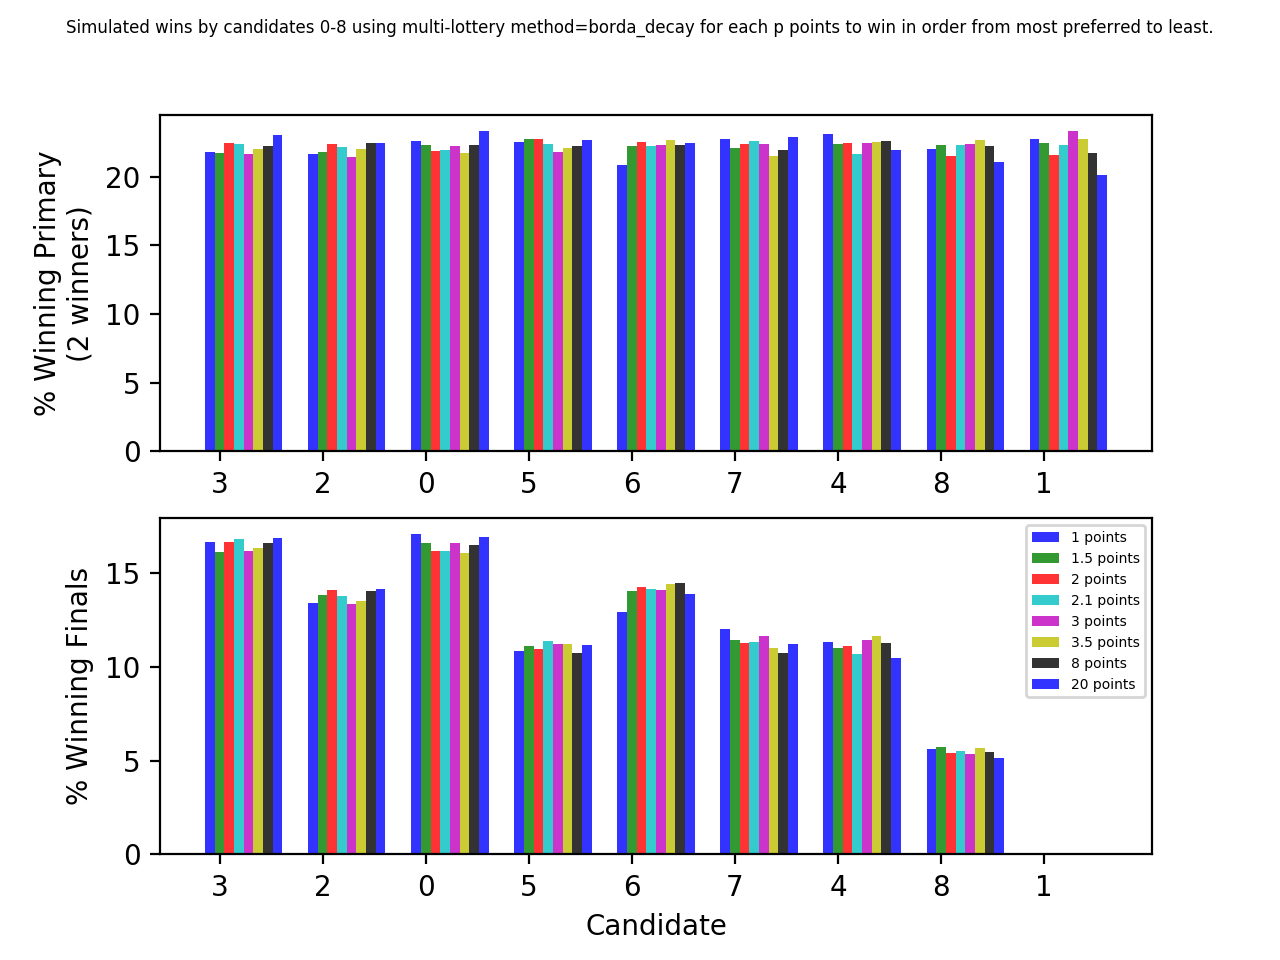 Simulated wins by candidates 0-8 using multi-lottery method=borda_decay for each p points to win in order from most preferred to least.
% Winning Primary
(2 winners)
20
15
10
5
0
3 2 0 5 6 7 4 8 1
% Winning Finals
15
10
5
0
1 points
1.5 points
2 points
2.1 points
3 points
3.5 points
8 points
20 points
3 2 0 5 6 7 4 8 1
Candidate